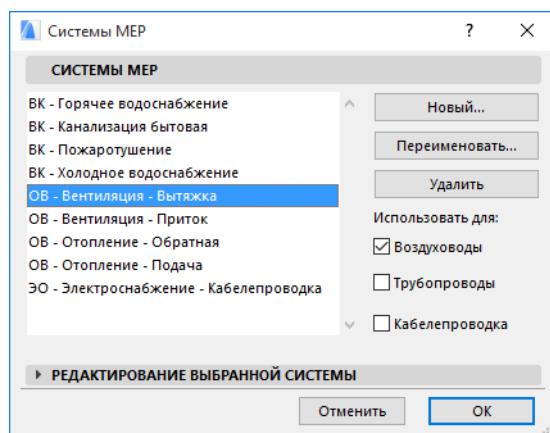 Системы MEP
?
СИСТЕМЫ MEP
ВК - Горячее водоснабжение
ВК - Канализация бытовая
ВК - Пожаротушение
ВК - Холодное водоснабжение
ОВ - Вентиляция - Вытяжка
ОВ - Вентиляция - Приток
ОВ - Отопление - Обратная
ОВ - Отопление - Подача
ЭО - Электроснабжение - Кабелепроводка
Новый...
Переименовать...
Удалить
Использовать для:
Воздуховоды
Трубопроводы
Кабелепроводка
РЕДАКТИРОВАНИЕ ВЫБРАННОЙ СИСТЕМЫ
Отменить
ОК